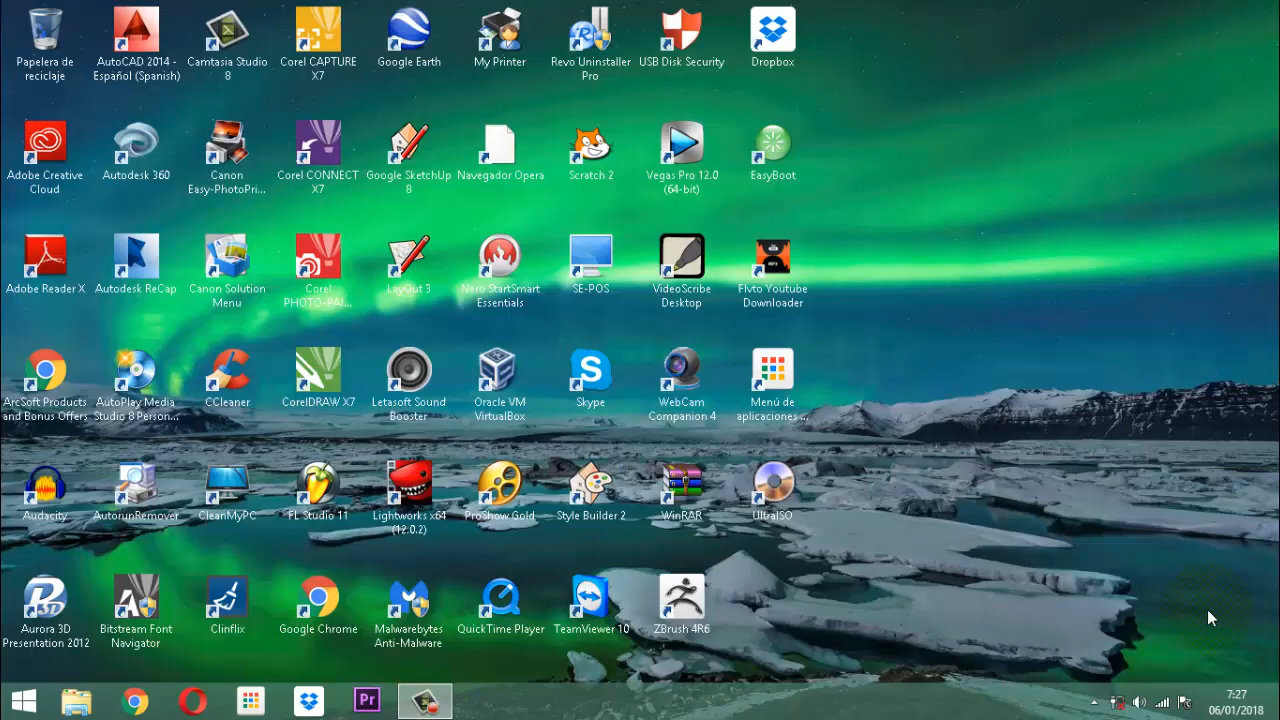 Papelera de
reciclaje
AutoCAD 2014 -
Español (Spanish)
Camtasia Studio
8
Corel CAPTURE
X7
Google Earth
My Printer
Revo Uninstaller
Pro
USB Disk Security
Dropbox
Adobe Creative
Cloud
Autodesk 360
Canon
Easy-PhotoPri...
Corel CONNECT
X7
Google SketchUp
8
Navegador Opera
Scratch 2
Vegas Pro 12.0
(64-bit)
EasyBoot
Adobe Reader X
Autodesk ReCap
Canon Solution
Menu
Corel
PHOTO-PAI...
LayOut 3
Nero StartSmart
Essentials
SE-POS
VideoScribe
Desktop
Flvto Youtube
Downloader
ArcSoft Products
and Bonus Offers
AutoPlay Media
Studio 8 Person...
CCleaner
CorelDRAW X7
Letasoft Sound
Booster
Oracle VM
VirtualBox
Skype
WebCam
Companion 4
Menú de
aplicaciones ...
Audacity
AutorunRemover
CleanMyPC
FL Studio 11
Lightworks x64
(12.0.2)
ProShow Gold
Style Builder 2
WinRAR
UltraISO
Aurora 3D
Presentation 2012
Bitstream Font
Navigator
Clinflix
Google Chrome
Malwarebytes
Anti-Malware
QuickTime Player
TeamViewer 10
ZBrush 4R6
Pr
7:27
06/01/2018